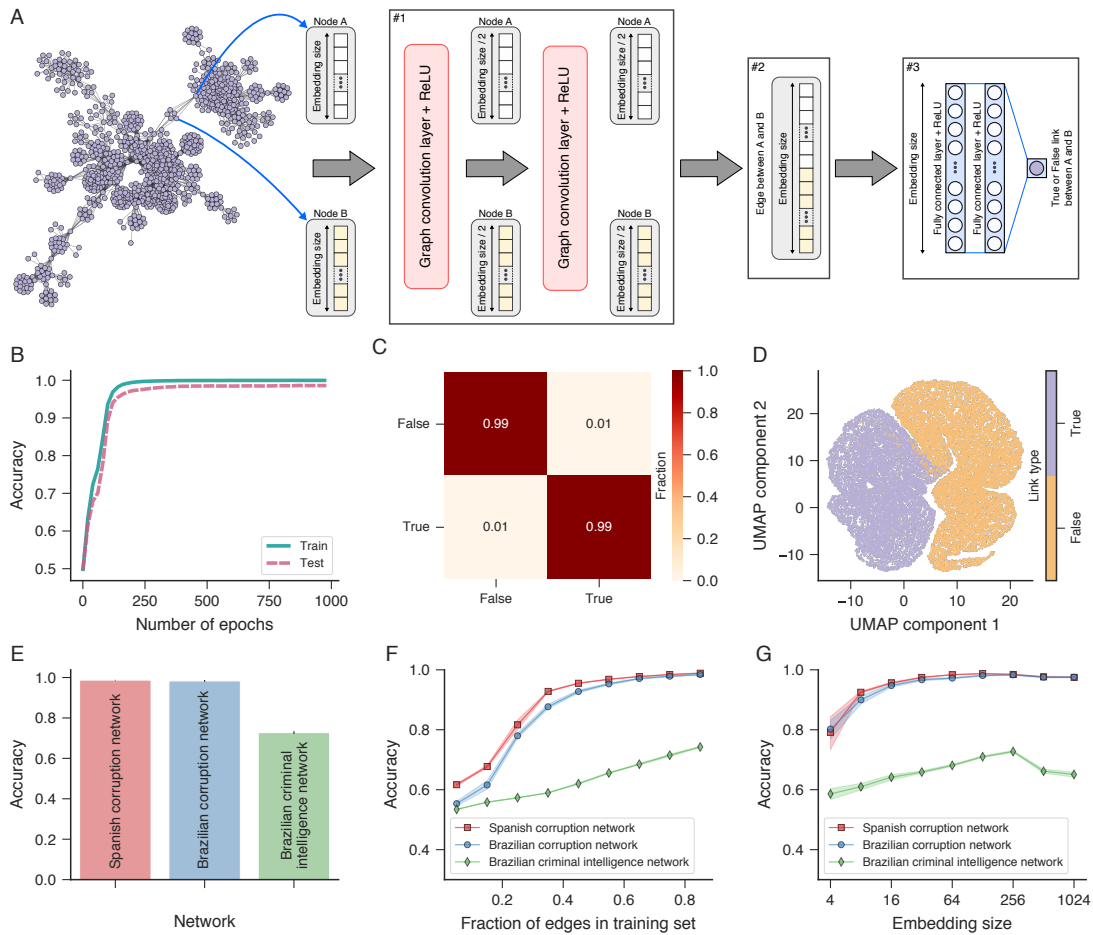 A
Node A
Embedding size
Node B
Embedding size
#1
Graph convolution layer + ReLU
Node A
Embedding size / 2
Node B
Embedding size / 2
Graph convolution layer + ReLU
Node A
Embedding size / 2
Node B
Embedding size / 2
#2
Edge between A and B
Embedding size
#3
Embedding size
Fully connected layer + ReLU
Fully connected layer + ReLU
True or False link
between A and B
B
Accuracy
1.0
0.9
0.8
0.7
0.6
0.5
Train
Test
0
250
500
750
1000
Number of epochs
C
False
True
0.99
0.01
0.01
0.99
False
True
Fraction
1.0
0.8
0.6
0.4
0.2
0.0
D
UMAP component 2
20
10
0
−10
−10
0
10
20
UMAP component 1
Link type
True
False
E
Accuracy
1.0
0.8
0.6
0.4
0.2
0.0
Spanish corruption network
Brazilian corruption network
Brazilian criminal
intelligence network
Network
F
Accuracy
1.0
0.8
0.6
0.4
Spanish corruption network
Brazilian corruption network
Brazilian criminal intelligence network
0.2
0.4
0.6
0.8
Fraction of edges in training set
G
Accuracy
1.0
0.8
0.6
0.4
Spanish corruption network
Brazilian corruption network
Brazilian criminal intelligence network
4
16
64
256
1024
Embedding size